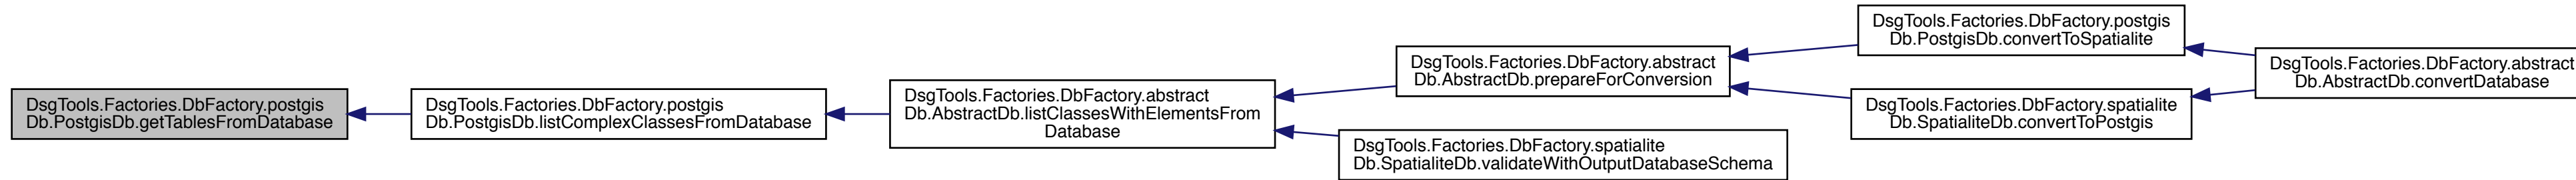 DsgTools.Factories.DbFactory.postgis
Db.PostgisDb.getTablesFromDatabase
DsgTools.Factories.DbFactory.postgis
Db.PostgisDb.listComplexClassesFromDatabase
DsgTools.Factories.DbFactory.abstract
Db.AbstractDb.listClassesWithElementsFrom
Database
DsgTools.Factories.DbFactory.abstract
Db.AbstractDb.prepareForConversion
DsgTools.Factories.DbFactory.spatialite
Db.SpatialiteDb.validateWithOutputDatabaseSchema
DsgTools.Factories.DbFactory.postgis
Db.PostgisDb.convertToSpatialite
DsgTools.Factories.DbFactory.spatialite
Db.SpatialiteDb.convertToPostgis
DsgTools.Factories.DbFactory.abstract
Db.AbstractDb.convertDatabase